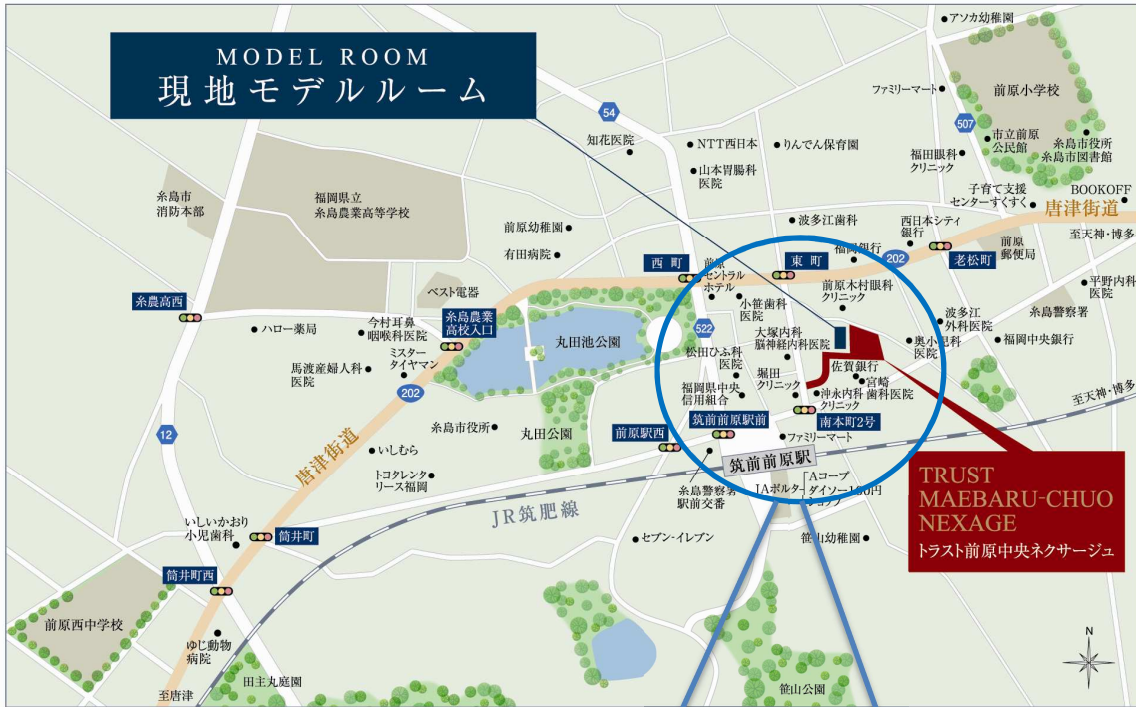 MODEL ROOM
現地モデルルーム
アソカ幼稚園
ファミリーマート
前原小学校
54
507
知花医院
NTT西日本
りんでん保育園
市立前原
公民館
糸島市役所
糸島市図書館
福田眼科
クリニック
山本胃腸科
医院
子育て支援
センターすくすく
BOOKOFF
唐津街道
糸島市
消防本部
福岡県立
糸島農業高等学校
前原幼稚園
有田病院
波多江歯科
西日本シティ
銀行
福岡銀行
202
老松町
前原
郵便局
至天神・博多
西町
東町
前原
セントラル
ホテル
前原木村眼科
クリニック
平野内科
医院
糸農高西
ベスト電器
糸島農業
高校入口
小笹歯科
医院
糸島警察署
ハロー薬局
今村耳鼻
咽喉科医院
丸田池公園
522
大塚内科
脳神経内科医院
波多江
外科医院
奥小児科
医院
福岡中央銀行
馬渡産婦人科
医院
ミスター
タイヤマン
松田ひふ科
医院
堀田
クリニック
佐賀銀行
宮崎
歯科医院
202
福岡県中央
信用組合
沖永内科
クリニック
至天神・博多
12
唐津街道
糸島市役所
丸田公園
前原駅西
筑前前原駅前
南本町2号
ファミリーマート
いしむら
筑前前原駅
トヨタレンタ
リース福岡
糸島警察署
駅前交番
JAポルター
Aコープ
ダイソー100円
ショップ
TRUST
MAEBARU-CHUO
NEXAGE
トラスト前原中央ネクサージュ
JR筑肥線
いしいかおり
小児歯科
筒井町
セブン-イレブン
笹山幼稚園
筒井町西
前原西中学校
ゆじ動物
病院
田主丸庭園
至唐津
笹山公園
N